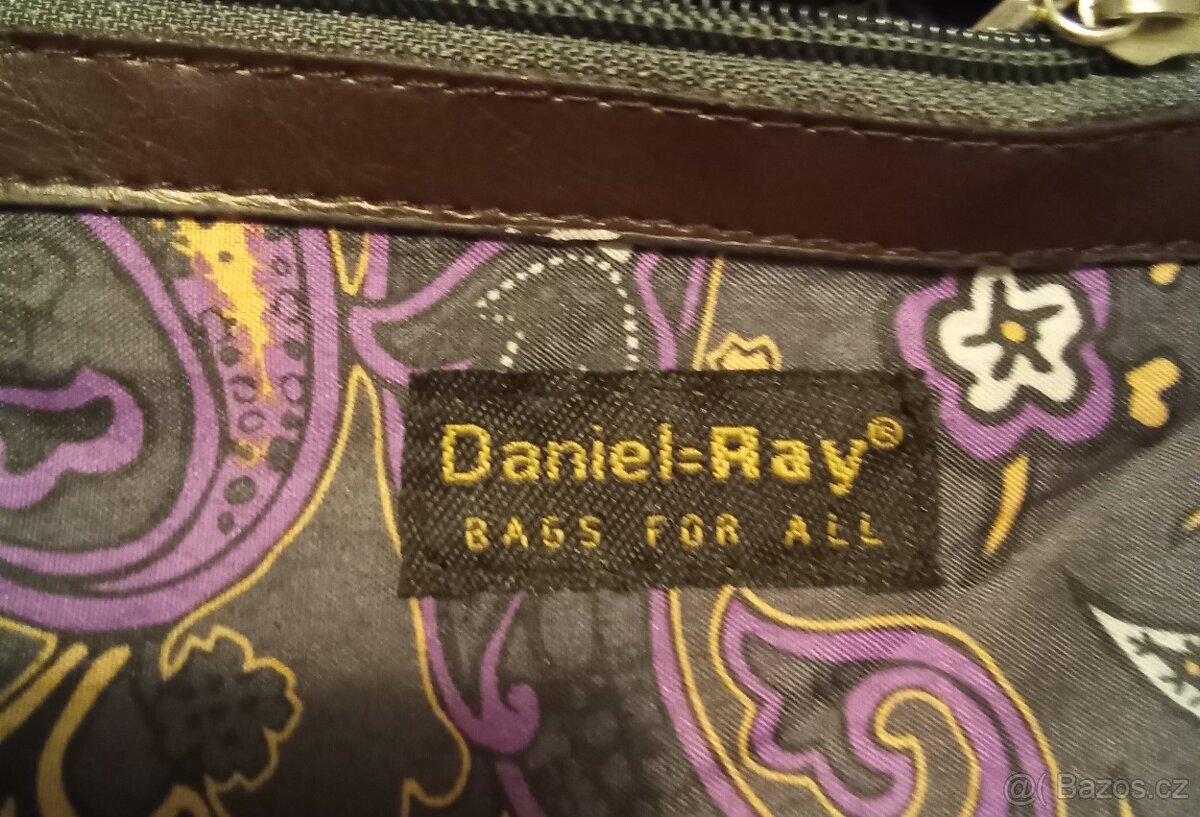 Daniel=Ray®
BAGS FOR ALL
@( Bazos.cz